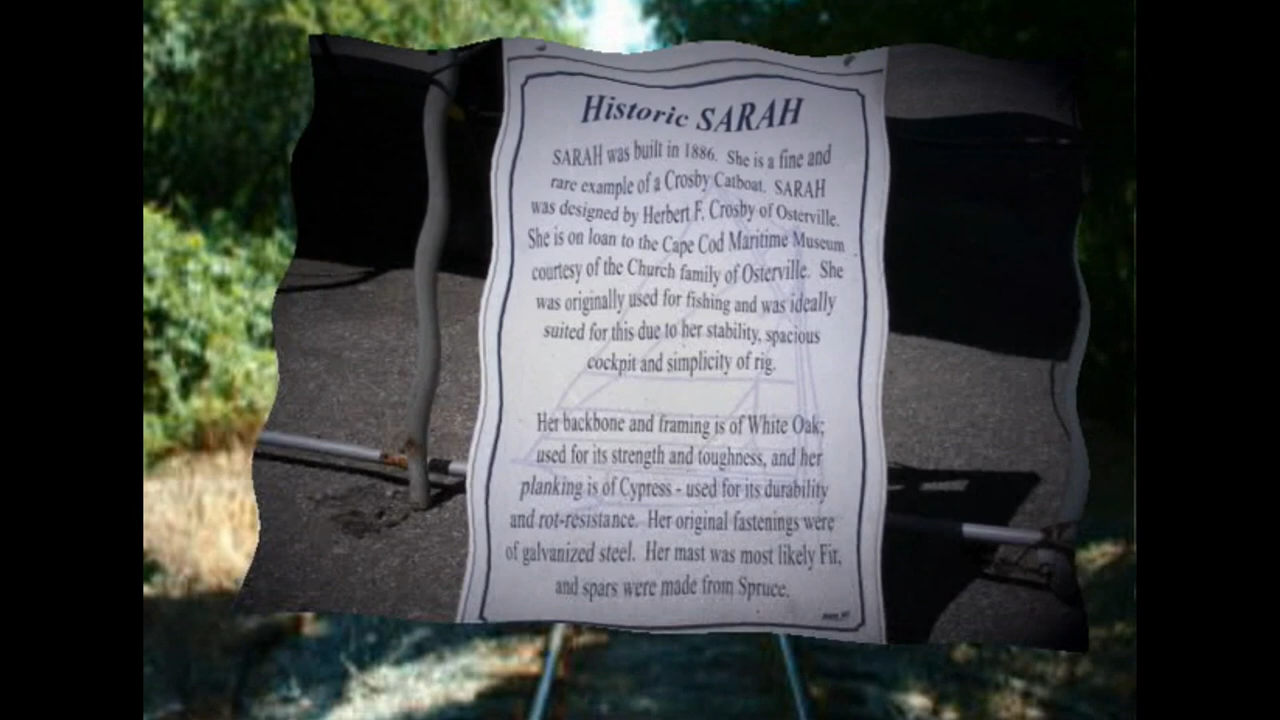 Historic SARAH
SARAH was built in 1886. She is a fine and
rare example of a Crosby Catboat. SARAH
was designed by Herbert F. Crosby of Osterville.
She is on loan to the Cape Cod Maritime Museum
courtesy of the Church family of Osterville. She
was originally used for fishing and was ideally
suited for this due to her stability, spacious
cockpit and simplicity of rig.
Her backbone and framing is of White Oak;
used for its strength and toughness, and her
planking is of Cypress - used for its durability
and rot-resistance. Her original fastenings were
of galvanized steel. Her mast was most likely Fir,
and spars were made from Spruce.